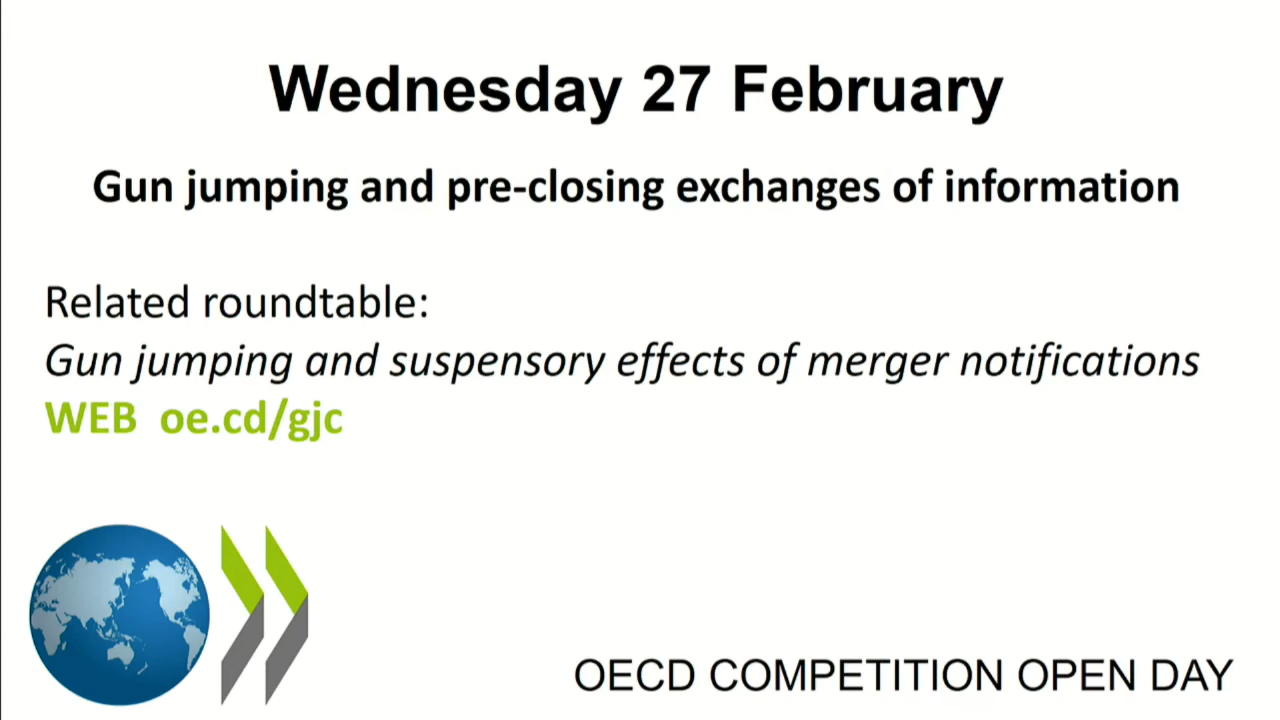 Wednesday 27 February
Gun jumping and pre-closing exchanges of information
Related roundtable:
Gun jumping and suspensory effects of merger notifications
WEB oe.cd/gjc
OECD COMPETITION OPEN DAY